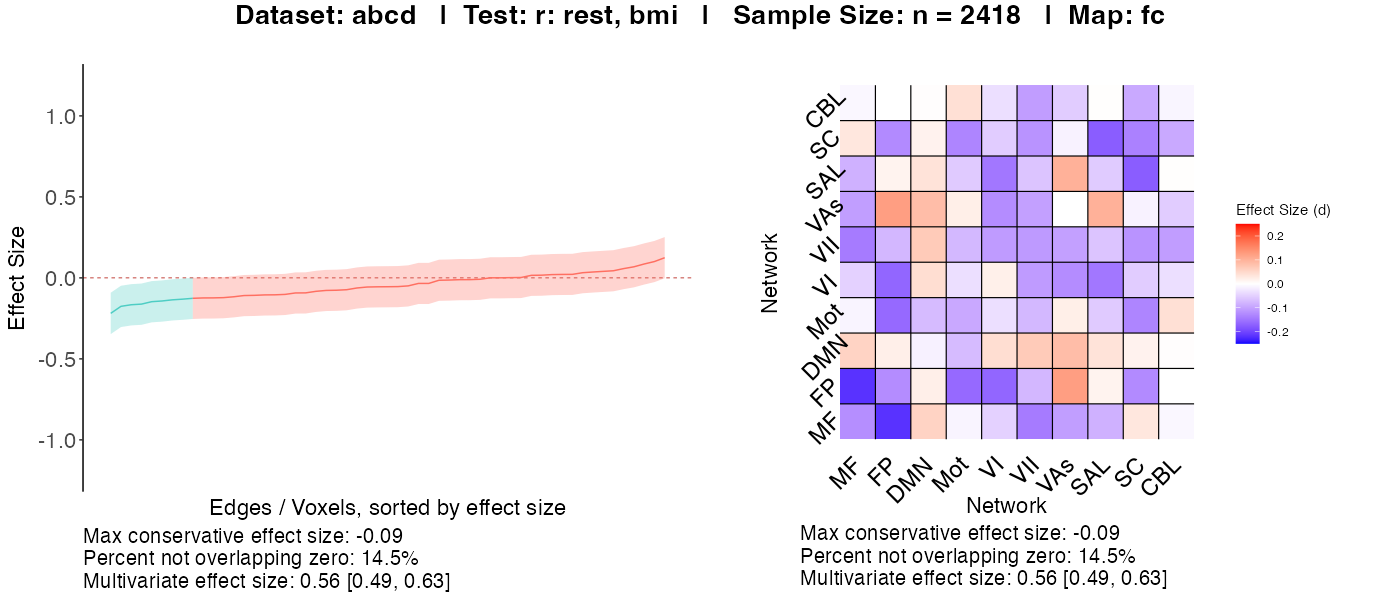 Dataset: abcd | Test: r: rest, bmi | Sample Size: n = 2418 | Map: fc
Effect Size
1.0
0.5
0.0
-0.5
-1.0
Edges / Voxels, sorted by effect size
Max conservative effect size: -0.09
Percent not overlapping zero: 14.5%
Multivariate effect size: 0.56 [0.49, 0.63]
Network
CBL
SC
SAL
VAs
VII
VI
Mot
DMN
FP
MF
MF
FP
DMN
Mot
VI
VII
VAs
SAL
SC
CBL
Network
Max conservative effect size: -0.09
Percent not overlapping zero: 14.5%
Multivariate effect size: 0.56 [0.49, 0.63]
Effect Size (d)
0.2
0.1
0.0
-0.1
-0.2